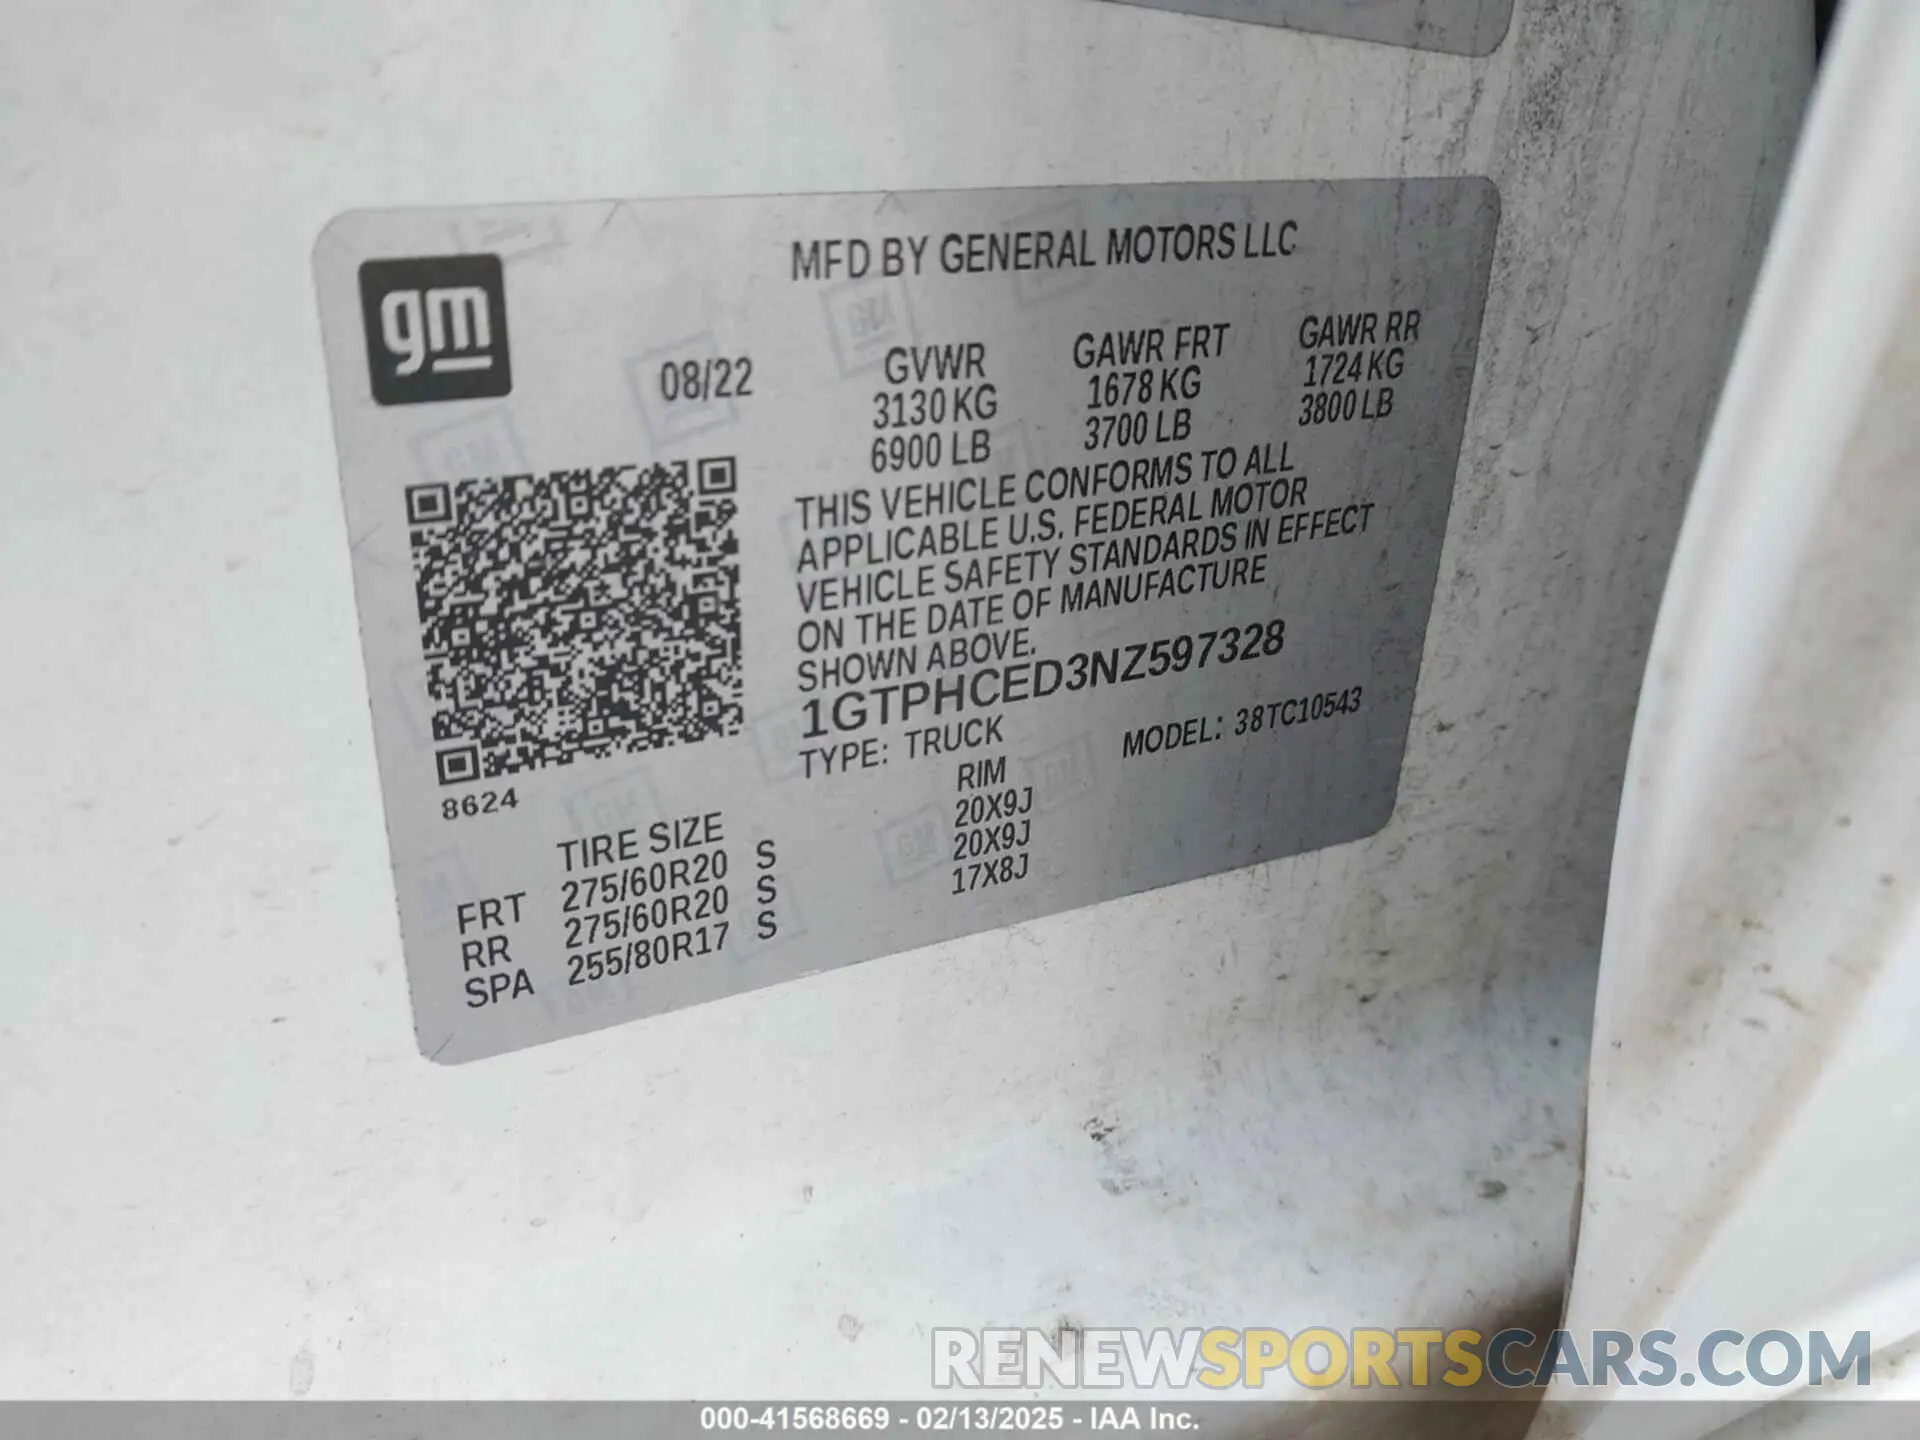 gm
MFD BY GENERAL MOTORS LLC
08/22
GVWR GAWR FRT GAWR RR
3130 KG 1678 KG 1724 KG
6900 LB 3700 LB 3800 LB
THIS VEHICLE CONFORMS TO ALL
APPLICABLE U.S. FEDERAL MOTOR
VEHICLE SAFETY STANDARDS IN EFFECT
ON THE DATE OF MANUFACTURE
SHOWN ABOVE.
1GTPHCED3NZ597328
TYPE: TRUCK MODEL: 38TC10543
8624
TIRE SIZE RIM
FRT 275/60R20 S 20X9J
RR 275/60R20 S 20X9J
SPA 255/80R17 S 17X8J
RENEWSPORTSCARS.COM
000-41568669 - 02/13/2025 - IAA Inc.